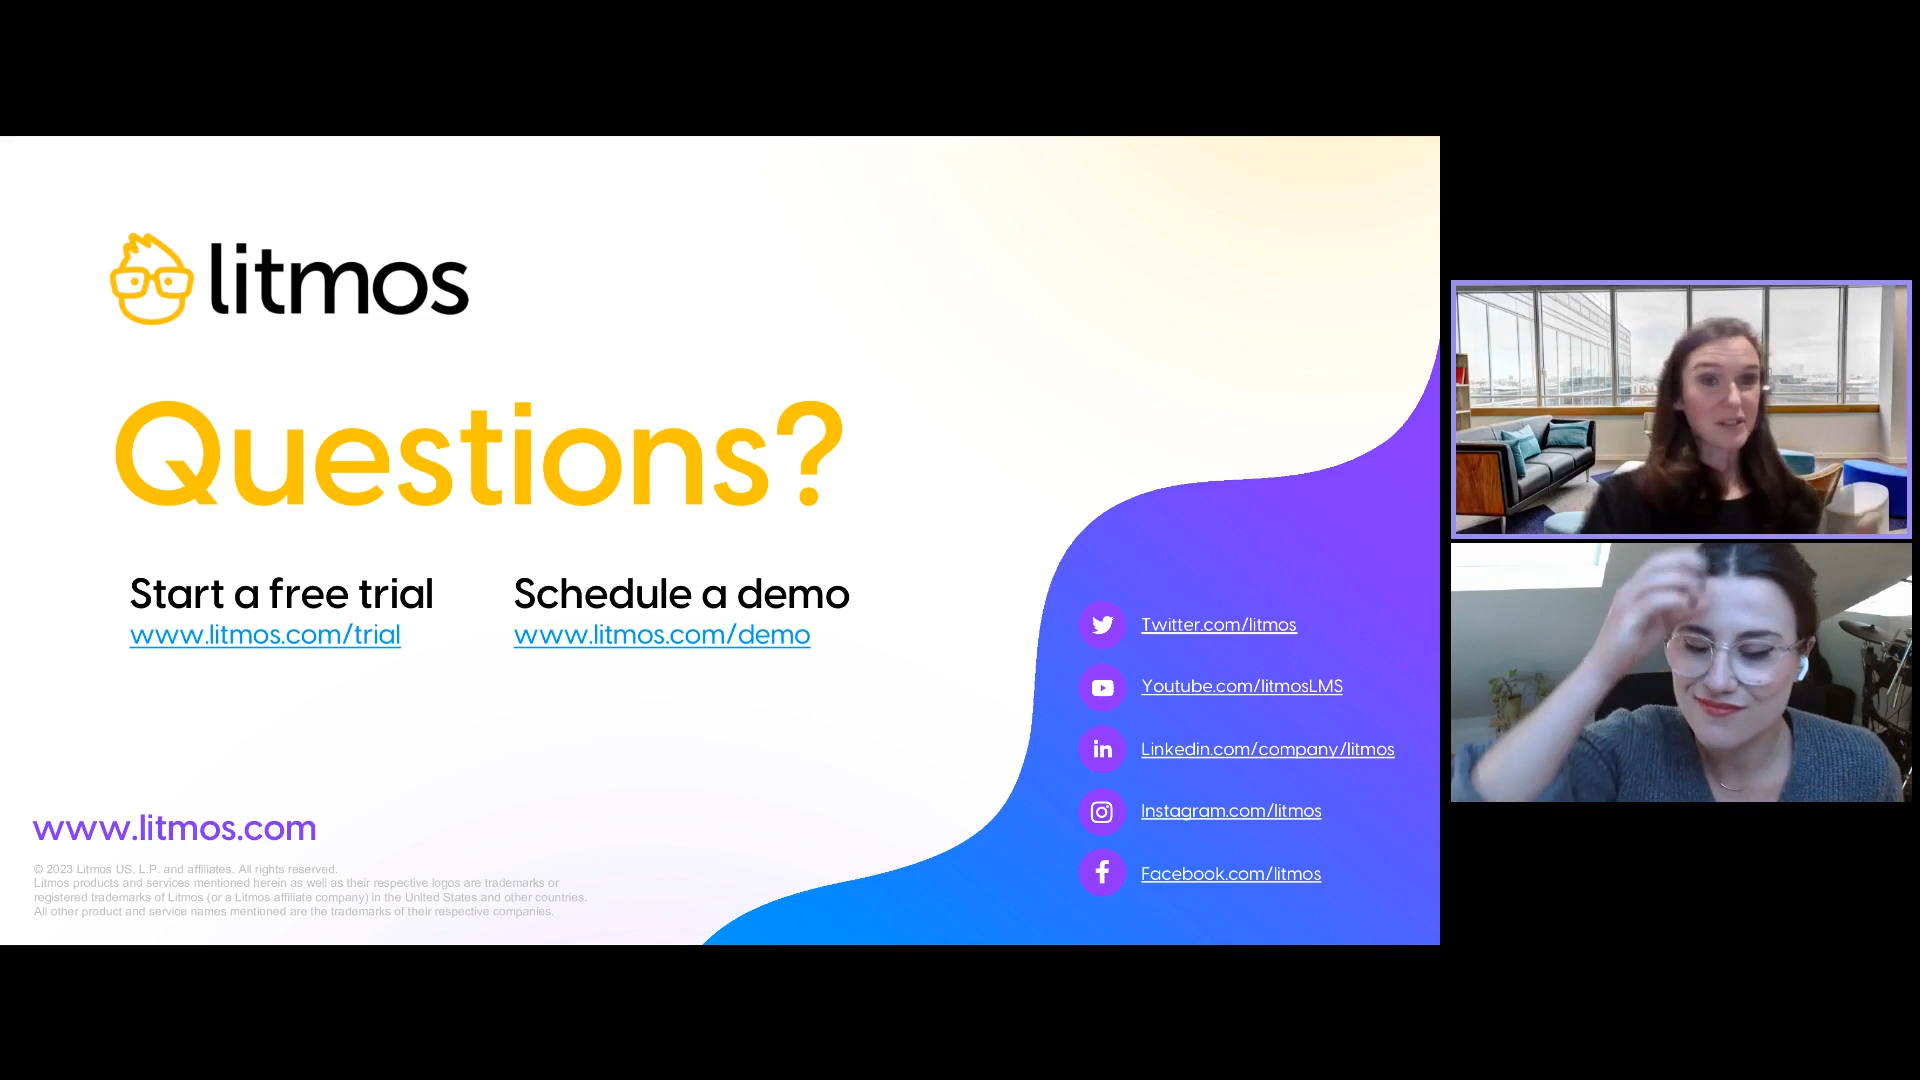 litmos
Questions?
Start a free trial
www.litmos.com/trial
Schedule a demo
www.litmos.com/demo
Twitter.com/litmos
Youtube.com/litmosLMS
Linkedin.com/company/litmos
Instagram.com/litmos
Facebook.com/litmos
www.litmos.com
© 2023 Litmos US, L.P. and affiliates. All rights reserved.
Litmos products and services mentioned herein as well as their respective logos are trademarks or
registered trademarks of Litmos (or a Litmos affiliate company) in the United States and other countries.
All other product and service names mentioned are the trademarks of their respective companies.